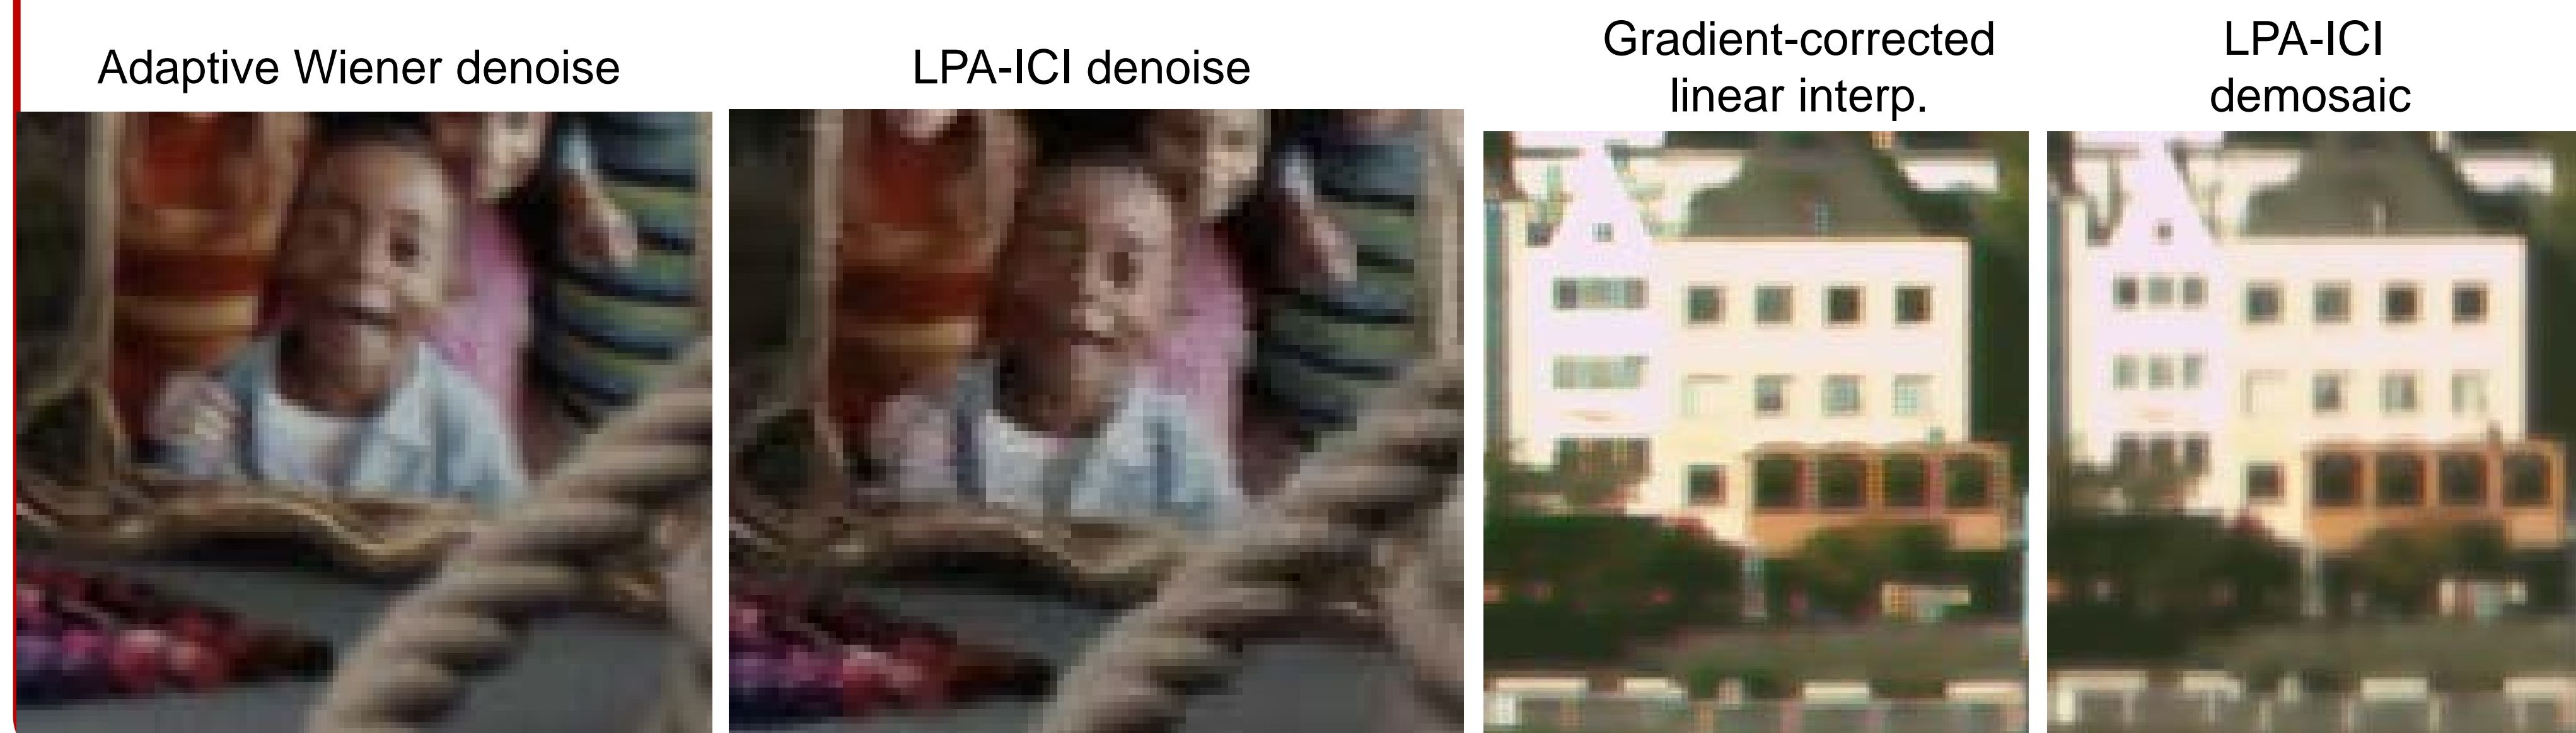 Adaptive Wiener denoise
LPA-ICI denoise
Gradient-corrected
linear interp.
LPA-ICI
demosaic